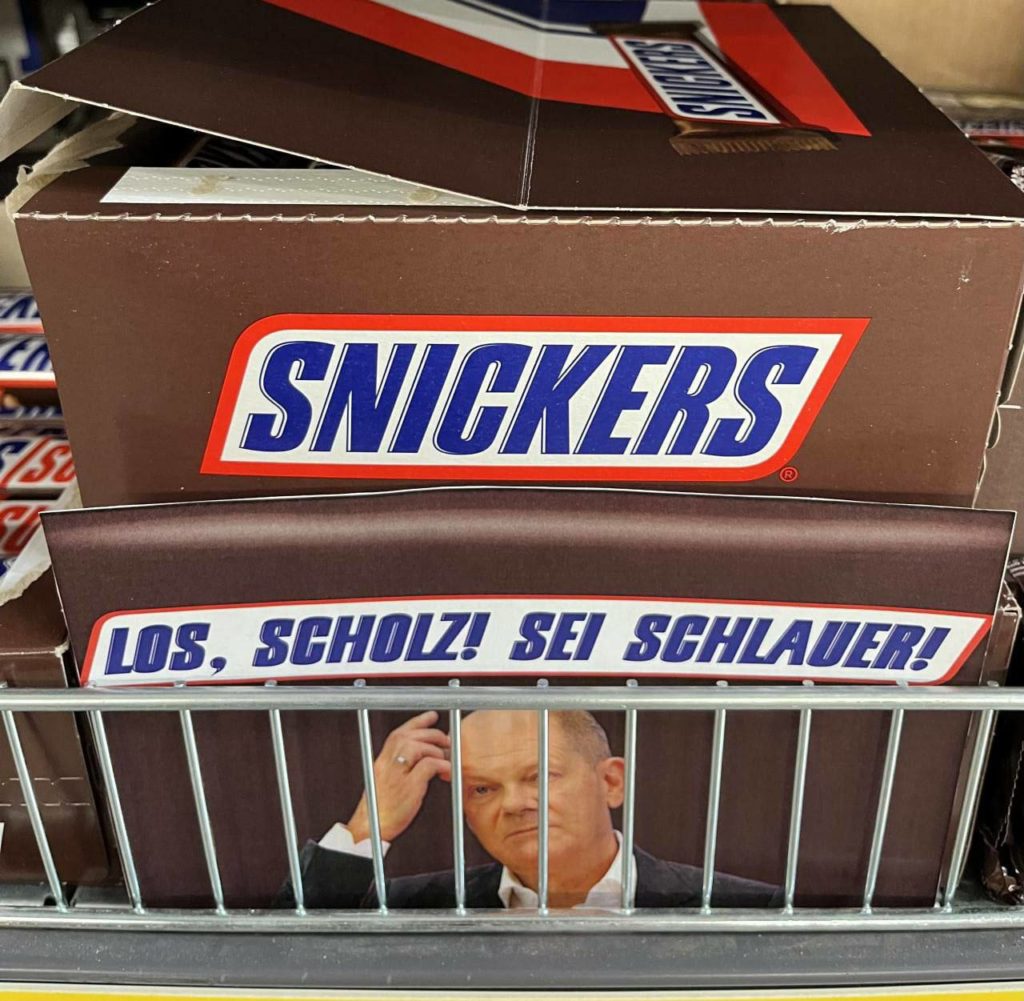 SNICKERS
SNICKERS
®
LOS, SCHOLZ! SEI SCHLAUER!